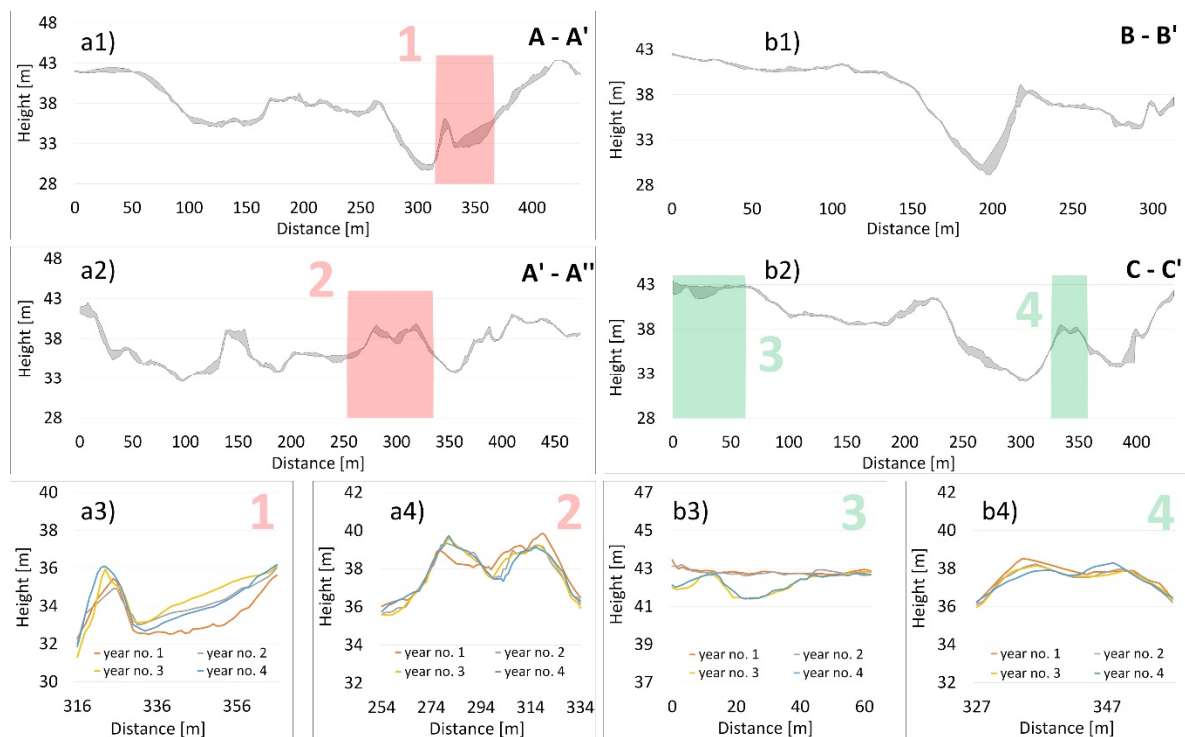 a1)
1
A - A'
48
43
38
33
28
Height [m]
0 50 100 150 200 250 300 350 400
Distance [m]
b1)
B - B'
43
38
33
28
Height [m]
0 50 100 150 200 250 300
Distance [m]
a2)
2
A' - A''
48
43
38
33
28
Height [m]
0 50 100 150 200 250 300 350 400 450
Distance [m]
b2)
C - C'
4
3
43
38
33
28
Height [m]
0 50 100 150 200 250 300 350 400
Distance [m]
a3)
1
40
38
36
34
32
30
Height [m]
year no. 1 year no. 2
year no. 3 year no. 4
316 336 356
Distance [m]
a4)
2
42
40
38
36
34
32
Height [m]
year no. 1 year no. 2
year no. 3 year no. 4
254 274 294 314 334
Distance [m]
b3)
3
47
45
43
41
39
37
Height [m]
year no. 1 year no. 2
year no. 3 year no. 4
0 20 40 60
Distance [m]
b4)
4
42
40
38
36
34
32
Height [m]
year no. 1 year no. 2
year no. 3 year no. 4
327 347
Distance [m]